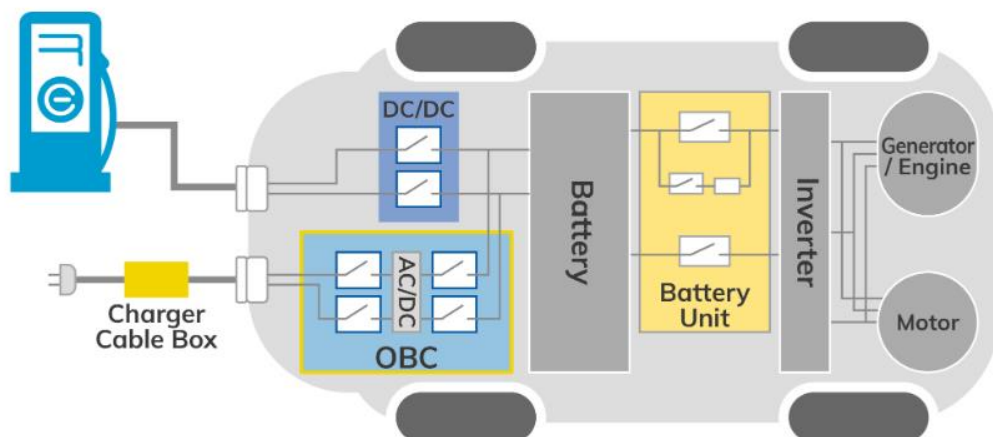 DC/DC
Battery
Battery
Unit
Inverter
Generator
/ Engine
Charger
Cable Box
AC/DC
OBC
Motor